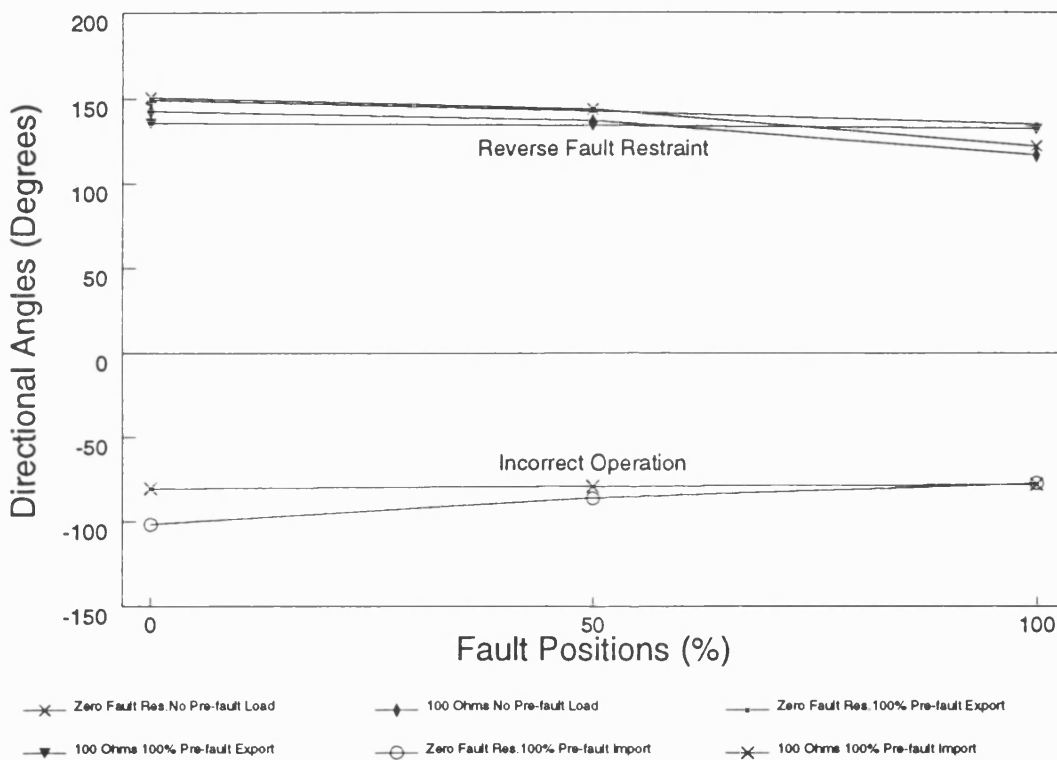 200
150
100
50
0
-50
-100
-150
Directional Angles (Degrees)
Reverse Fault Restraint
Incorrect Operation
0 50 100
Fault Positions (%)
Zero Fault Res.No Pre-fault Load 100 Ohms No Pre-fault Load Zero Fault Res.100% Pre-fault Export
100 Ohms 100% Pre-fault Export Zero Fault Res.100% Pre-fault Import 100 Ohms 100% Pre-fault Import